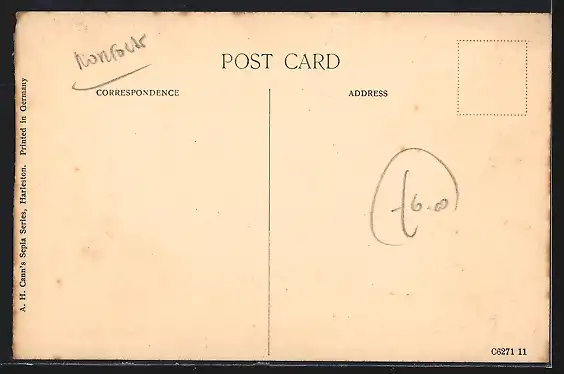 NORFOLK
POST CARD
CORRESPONDENCE
ADDRESS
A. H. Cann's Sepia Series, Harleston. Printed in Germany
£6.00
C6271 11